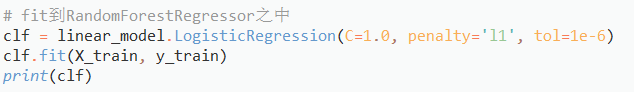 # fit到RandomForestRegressor之中
clf = linear_model.LogisticRegression(C=1.0, penalty='l1', tol=1e-6)
clf.fit(X_train, y_train)
print(clf)